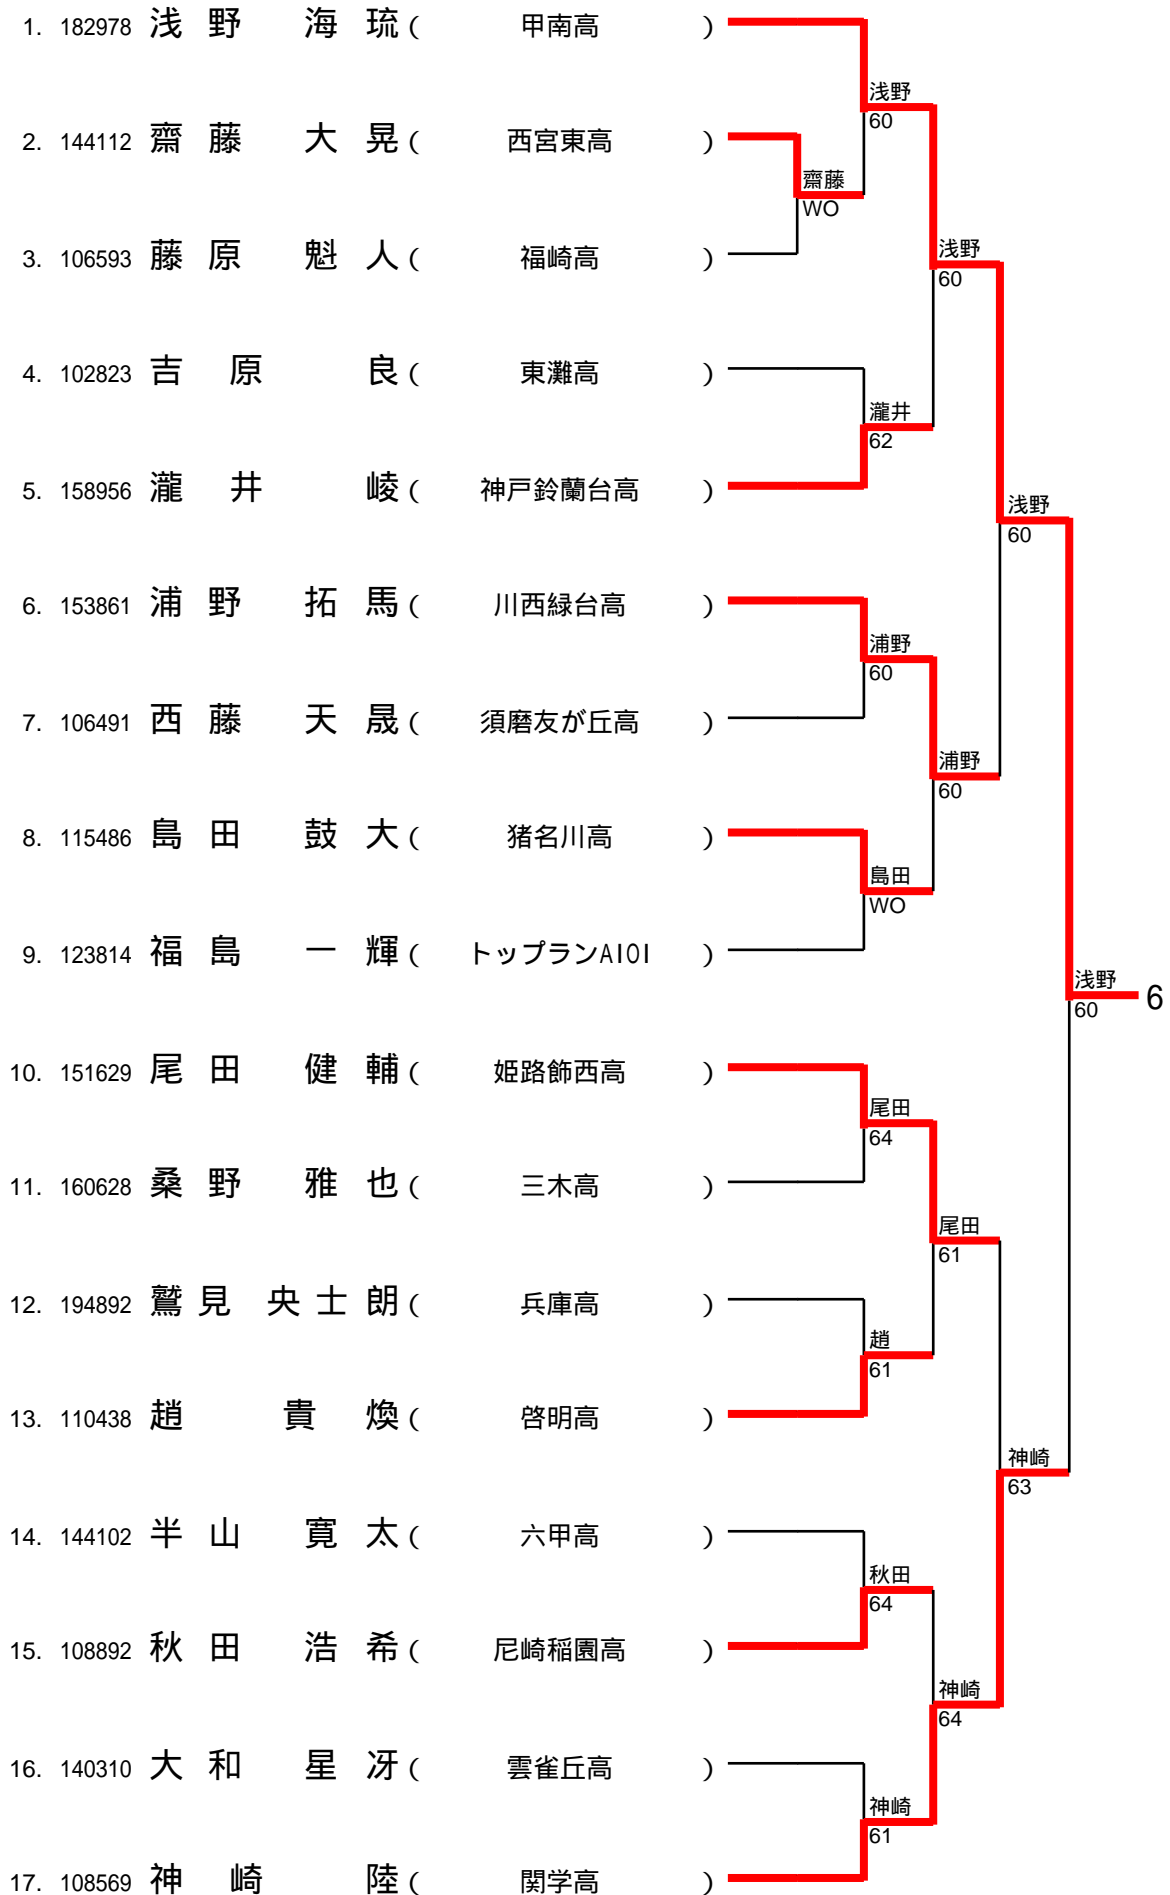 1. 182978 浅野 海琉 ( 甲南高 )
浅野
60
2. 144112 齋藤 大晃 ( 西宮東高 )
齋藤
WO
3. 106593 藤原 魁人 ( 福崎高 )
浅野
60
4. 102823 吉原 良 ( 東灘高 )
瀧井
62
5. 158956 瀧井 崚 ( 神戸鈴蘭台高 )
浅野
60
6. 153861 浦野 拓馬 ( 川西緑台高 )
浦野
60
7. 106491 西藤 天晟 ( 須磨友が丘高 )
浦野
60
8. 115486 島田 鼓大 ( 猪名川高 )
島田
WO
9. 123814 福島 一輝 ( トップランAIOI )
浅野
60
6
10. 151629 尾田 健輔 ( 姫路飾西高 )
尾田
64
11. 160628 桑野 雅也 ( 三木高 )
尾田
61
12. 194892 鷲見 央士朗 ( 兵庫高 )
趙
61
13. 110438 趙 貴煥 ( 啓明高 )
神崎
63
14. 144102 半山 寛太 ( 六甲高 )
秋田
64
15. 108892 秋田 浩希 ( 尼崎稲園高 )
神崎
64
16. 140310 大和 星冴 ( 雲雀丘高 )
神崎
61
17. 108569 神崎 陸 ( 関学高 )